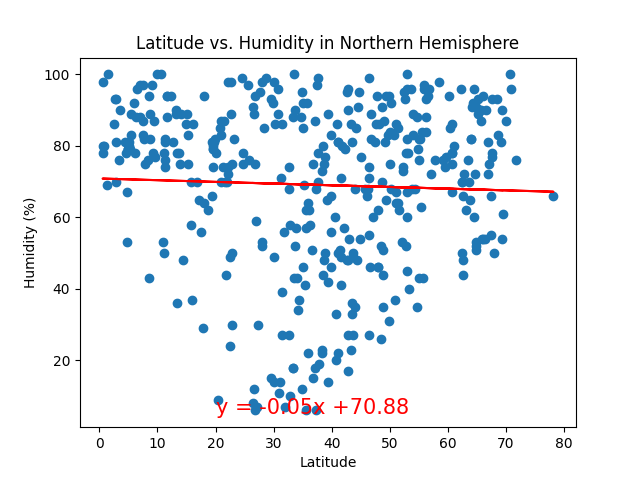 Latitude vs. Humidity in Northern Hemisphere
Humidity (%)
100
80
60
40
20
y = -0.05x +70.88
0 10 20 30 40 50 60 70 80
Latitude